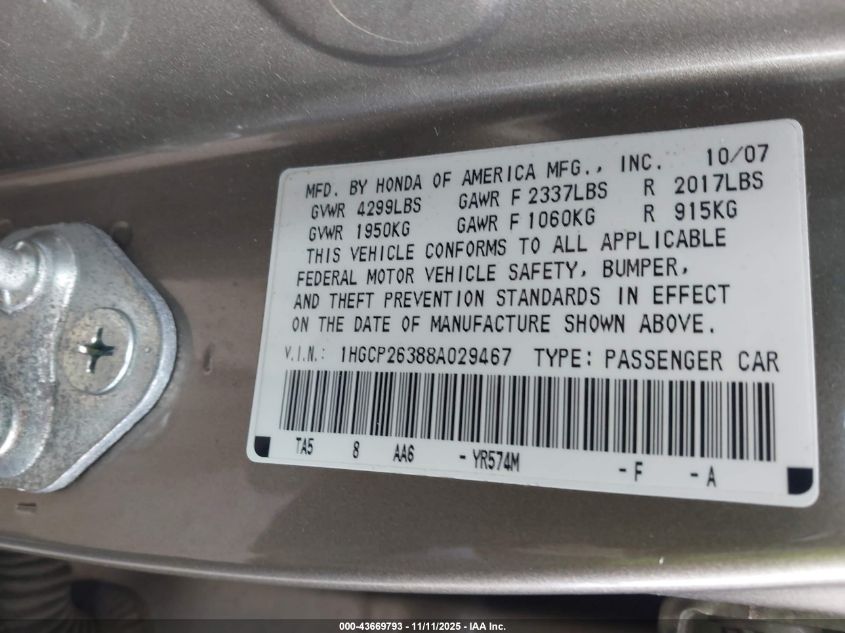 MFD. BY HONDA OF AMERICA MFG., INC. 10/07
GVWR 4299LBS GAWR F 2337LBS R 2017LBS
GVWR 1950KG GAWR F 1060KG R 915KG
THIS VEHICLE CONFORMS TO ALL APPLICABLE
FEDERAL MOTOR VEHICLE SAFETY, BUMPER,
AND THEFT PREVENTION STANDARDS IN EFFECT
ON THE DATE OF MANUFACTURE SHOWN ABOVE.
V.I.N.: 1HGCP26388A029467 TYPE: PASSENGER CAR
TA5 8 AA6 - YR574M - F - A
000-43669793 - 11/11/2025 - IAA Inc.